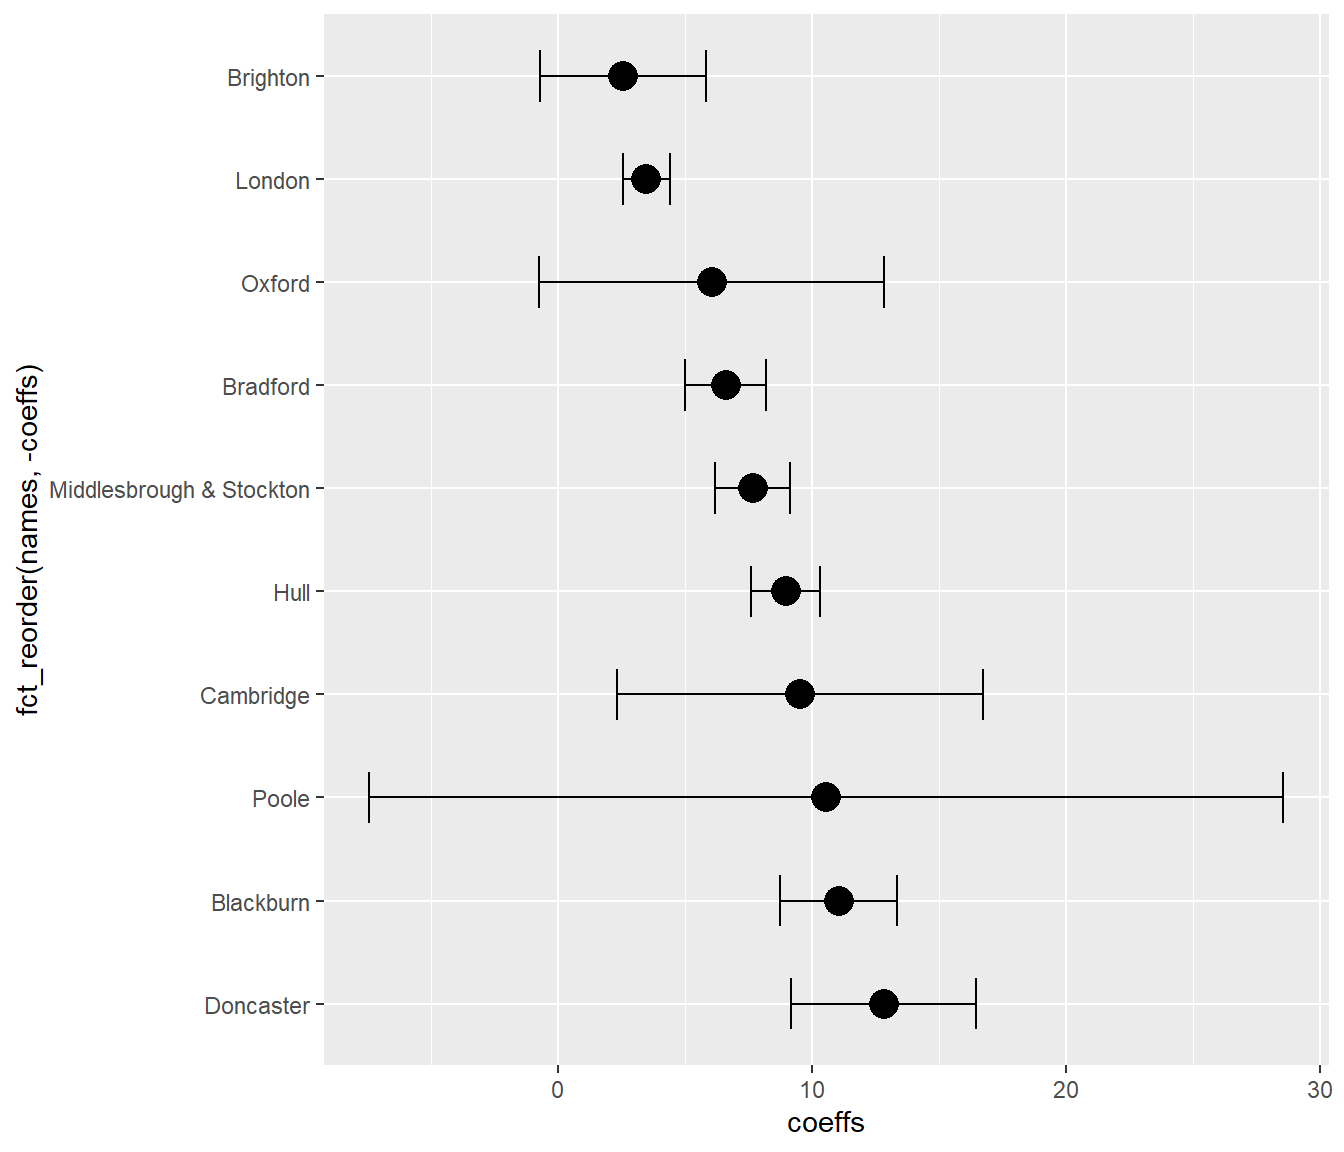 Brighton
London
Oxford
Bradford
Middlesbrough & Stockton
Hull
Cambridge
Poole
Blackburn
Doncaster
fct_reorder(names, -coeffs)
0 10 20 30
coeffs